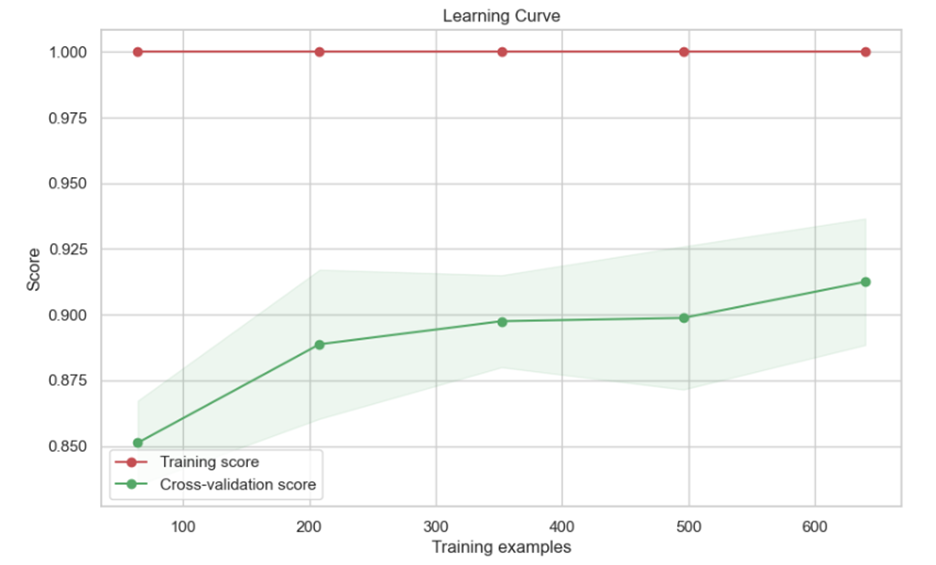 Learning Curve
1.000
0.975
0.950
0.925
0.900
0.875
0.850
Score
Training score
Cross-validation score
100 200 300 400 500 600
Training examples